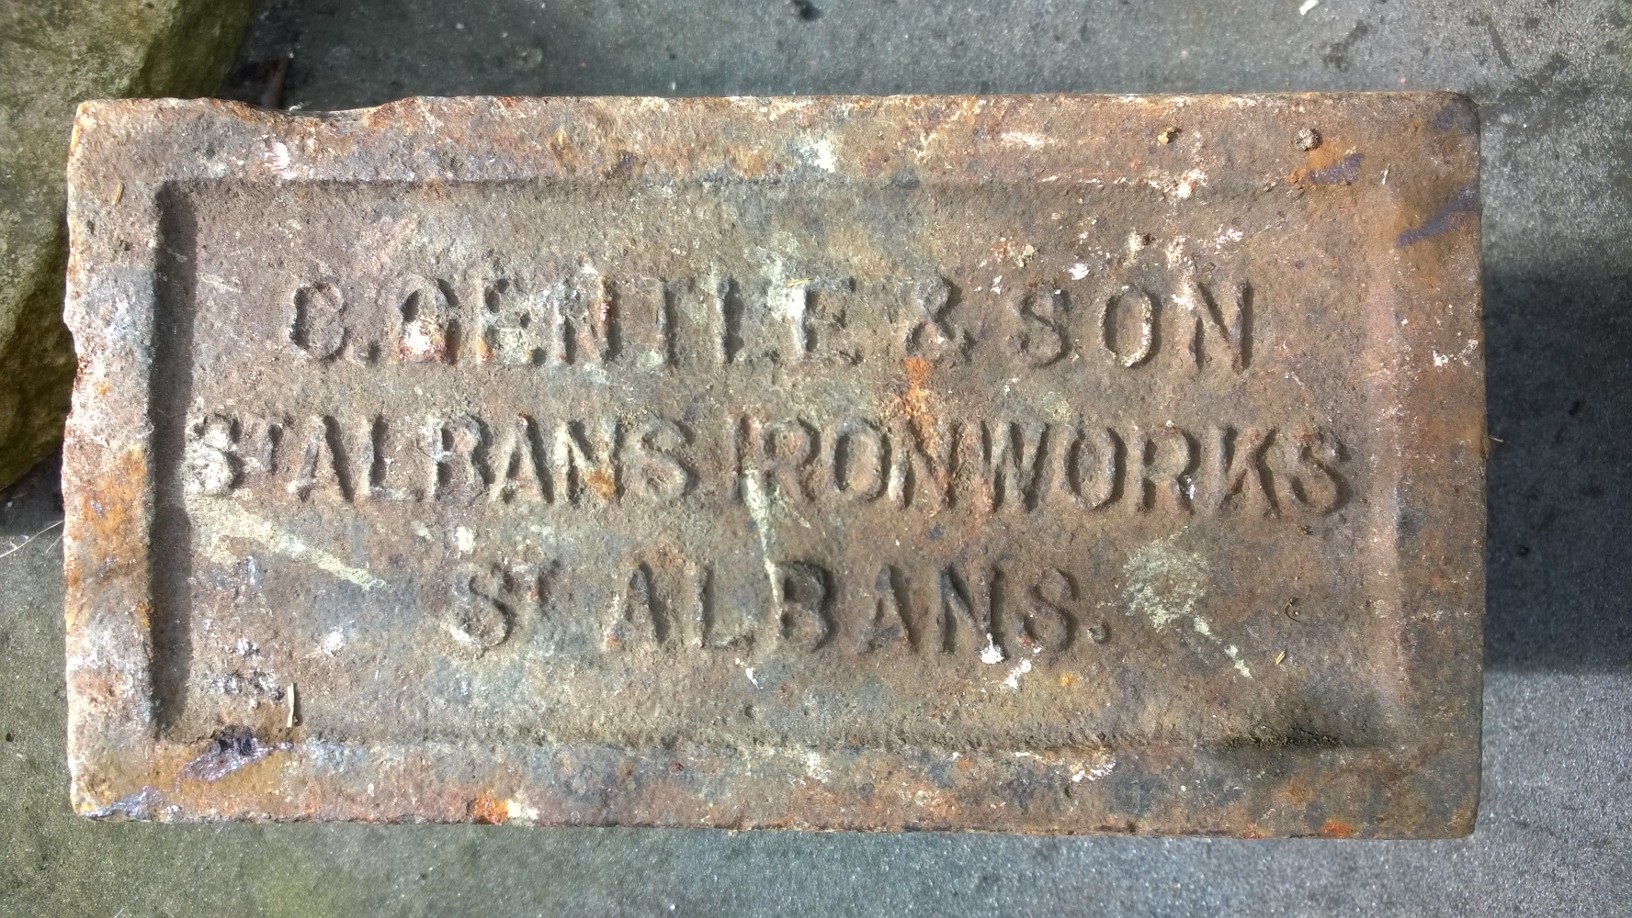 C. GENTLE & SON
ST ALBANS IRONWORKS
ST ALBANS.